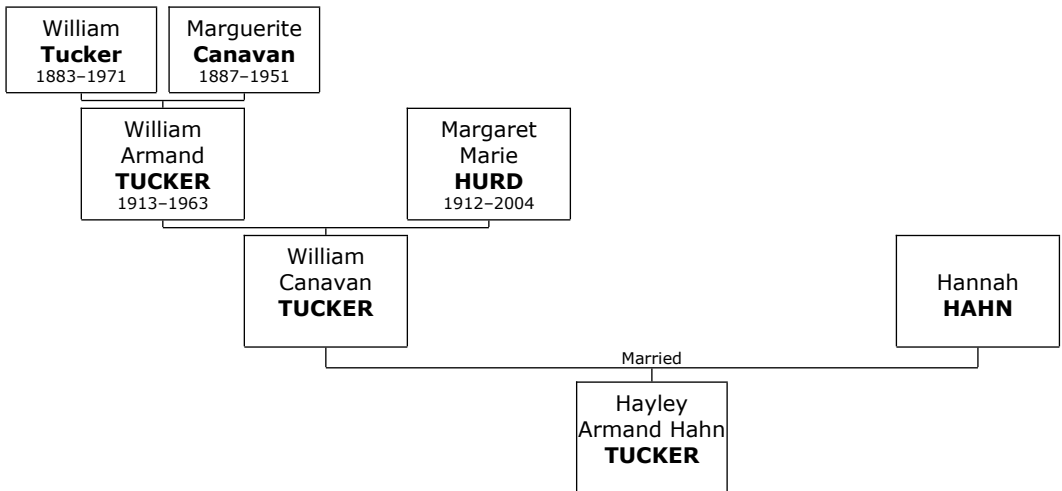 William
Tucker
1883–1971
Marguerite
Canavan
1887–1951
William
Armand
TUCKER
1913–1963
Margaret
Marie
HURD
1912–2004
William
Canavan
TUCKER
Hannah
HAHN
Married
Hayley
Armand Hahn
TUCKER